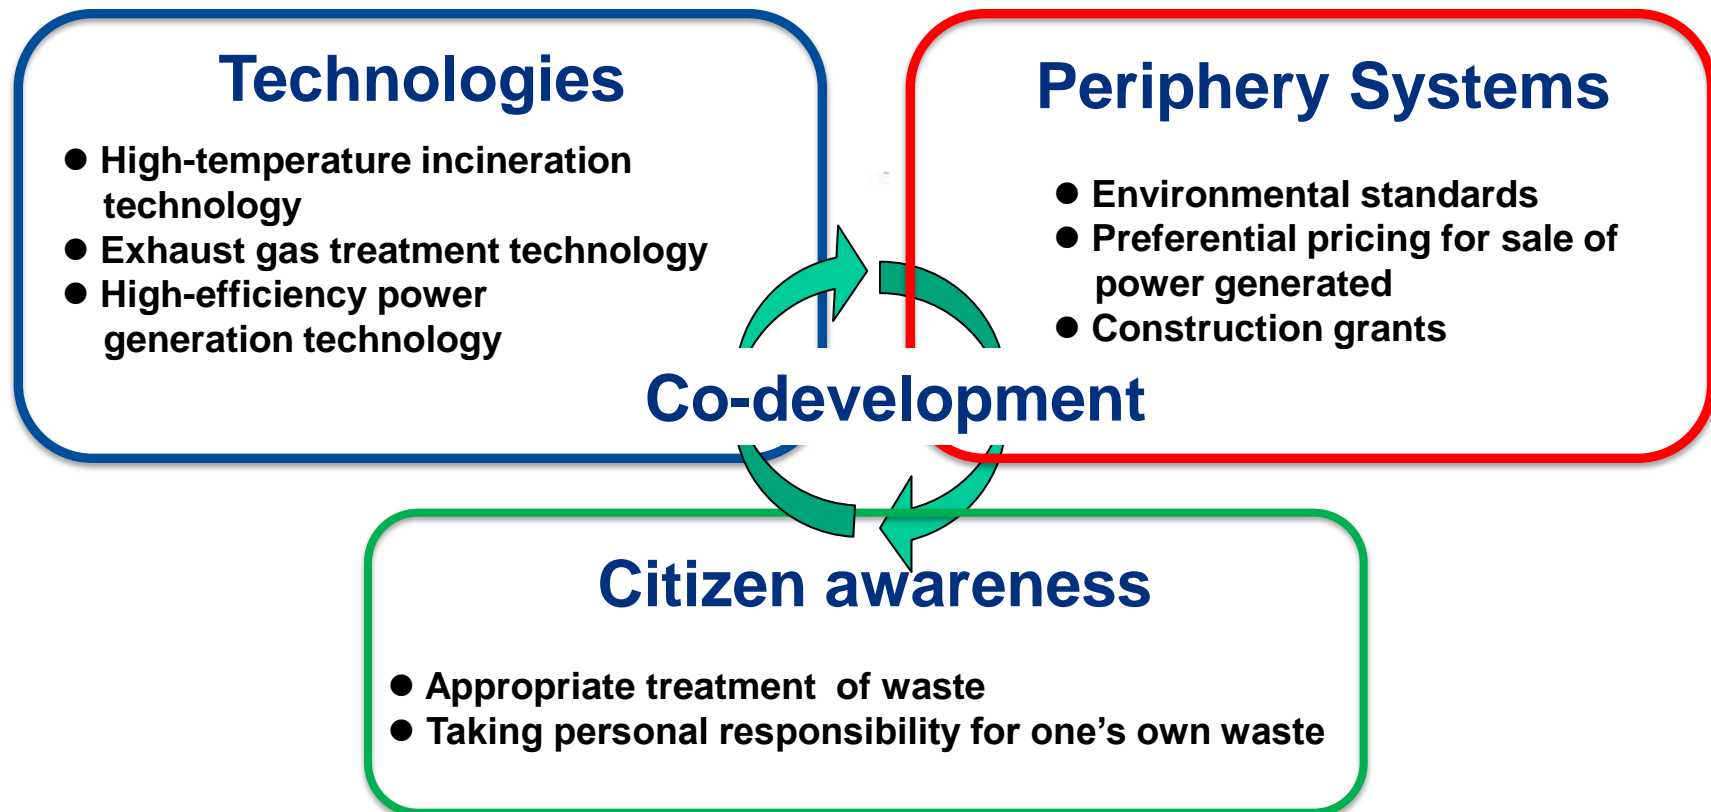 Technologies
● High-temperature incineration
technology
● Exhaust gas treatment technology
● High-efficiency power
generation technology
Periphery Systems
● Environmental standards
● Preferential pricing for sale of
power generated
● Construction grants
Co-development
Citizen awareness
● Appropriate treatment  of waste
● Taking personal responsibility for one’s own waste